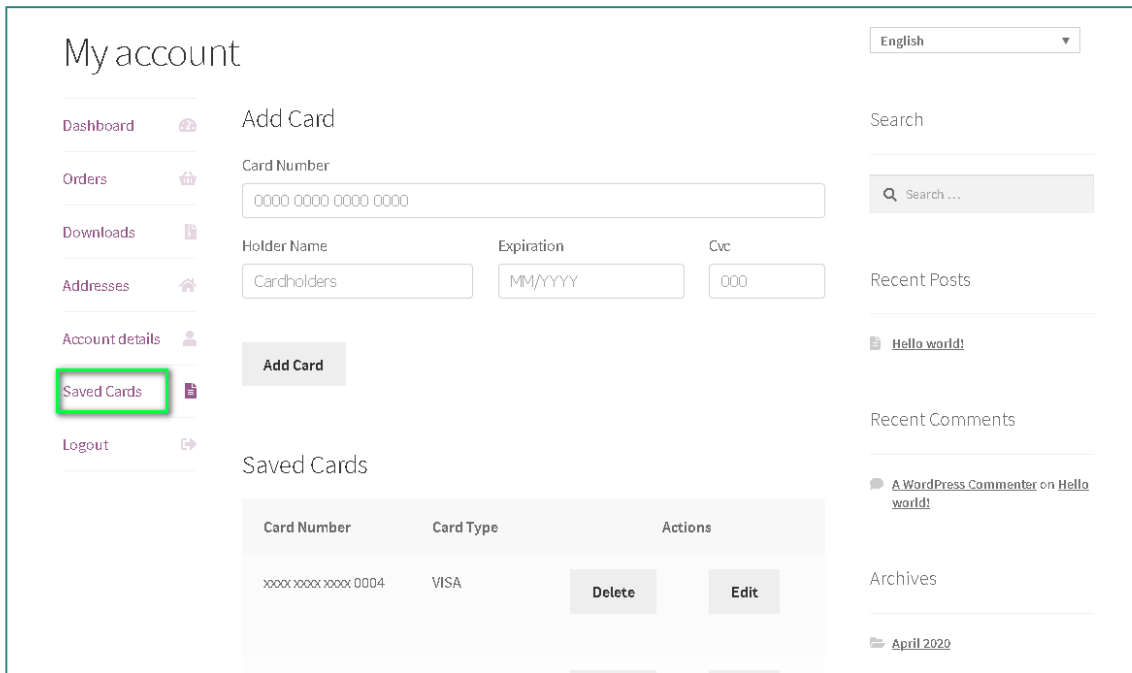 My account
English
Dashboard
Orders
Downloads
Addresses
Account details
Saved Cards
Logout
Add Card
Card Number
0000 0000 0000 0000
Holder Name
Expiration
Cvc
Cardholders
MM/YYYY
000
Add Card
Saved Cards
Card Number
Card Type
Actions
xxxx xxxx xxxx 0004
VISA
Delete
Edit
Search
Search ...
Recent Posts
Hello world!
Recent Comments
A WordPress Commenter on Hello
world!
Archives
April 2020